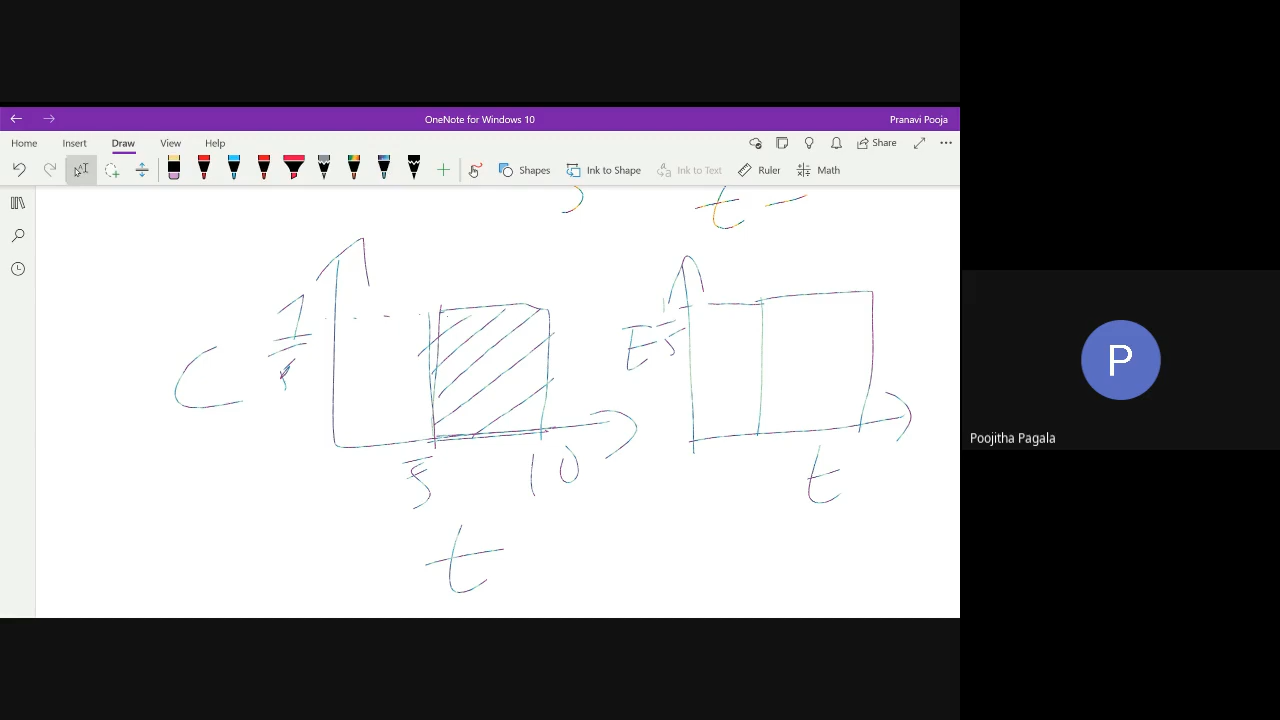 OneNote for Windows 10
Pranavi Pooja
Home Insert Draw View Help
Share
Shapes
Ink to Shape
Ink to Text
Ruler
Math
t
C
5
10
t
E
t
P
Poojitha Pagala